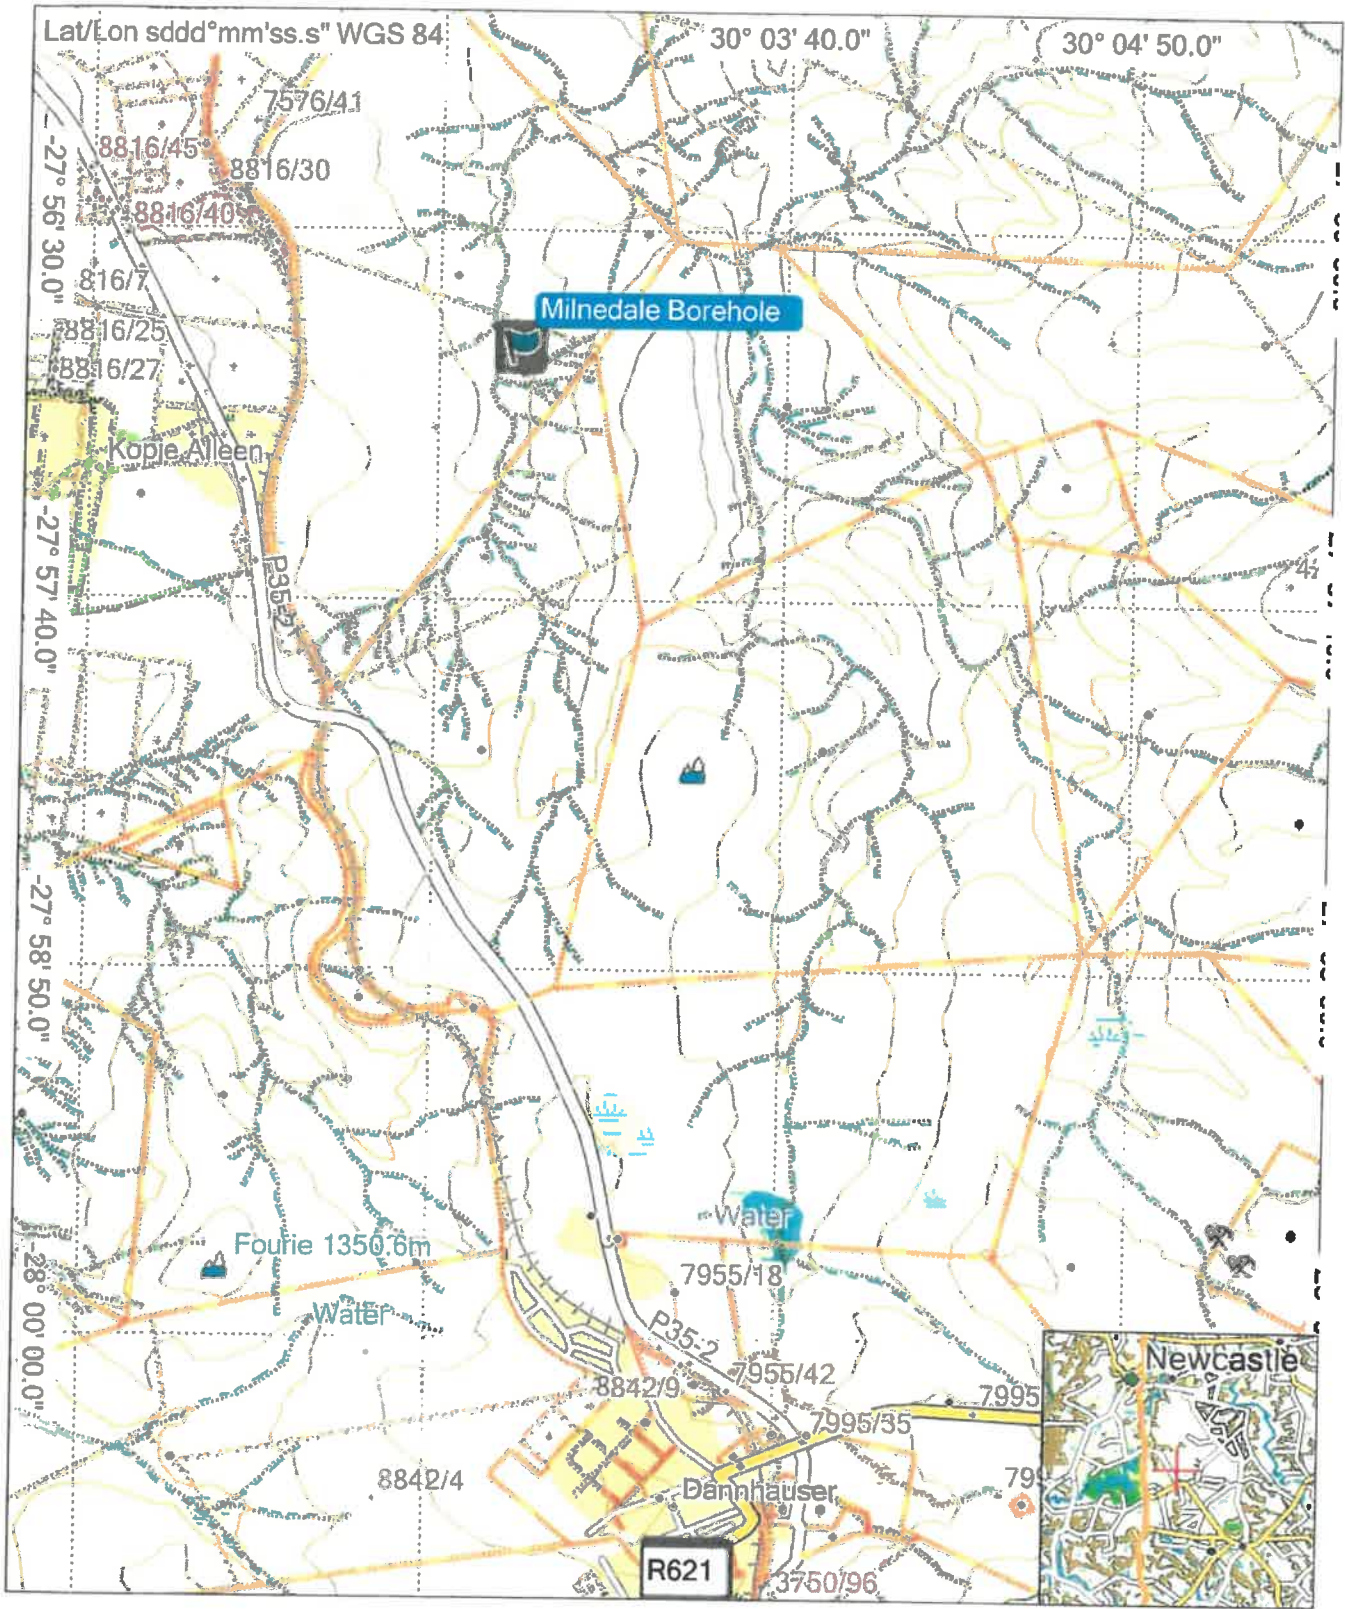 Lat/Lon sddd°mm'ss.s" WGS 84
30° 03' 40.0"
30° 04' 50.0"
7576/41
8816/45
8816/30
8816/40
-27° 56' 30.0"
816/7
Milnedale Borehole
8816/25
8816/27
Kopje Alleen
-27° 57' 40.0"
P35-2
-27° 58' 50.0"
Water
Fourie 1350.6m
7955/18
Water
-28° 00' 00.0"
P35-2
Newcastle
7955/42
8842/9
7995
7995/35
8842/4
Dannhauser
799
R621
3750/96